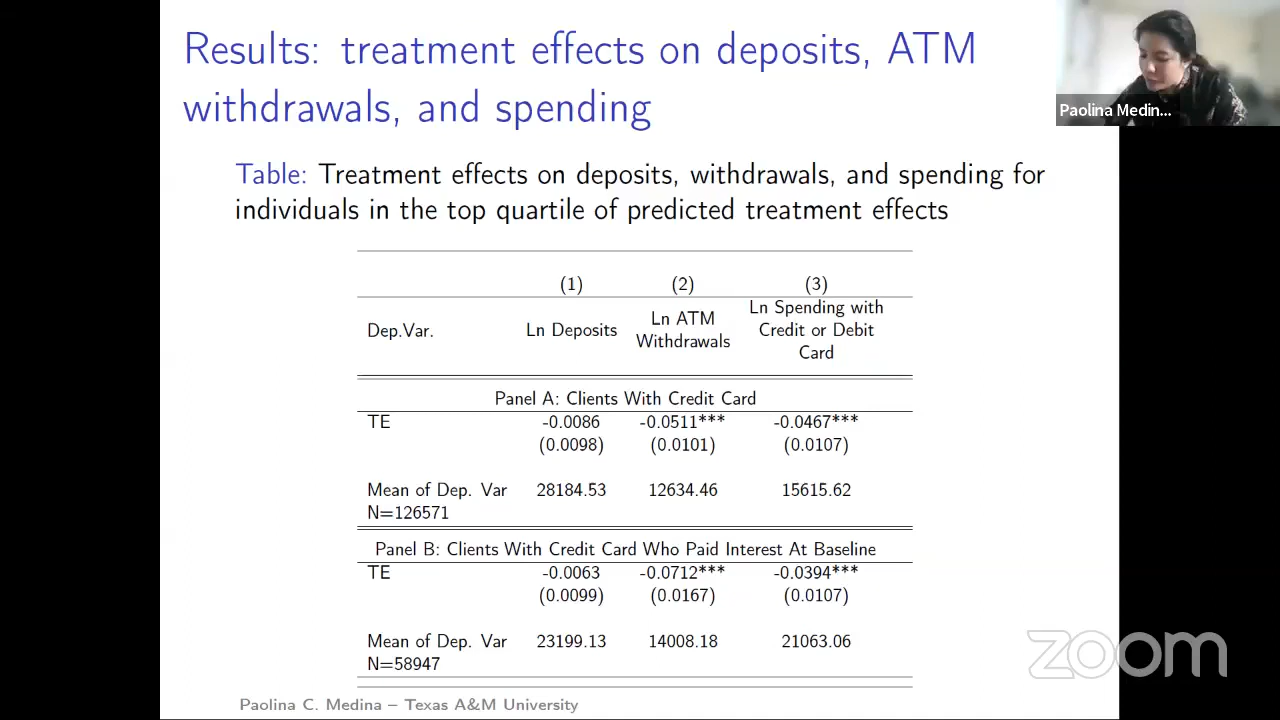 Results: treatment effects on deposits, ATM
withdrawals, and spending
Paolina Medin...
Table: Treatment effects on deposits, withdrawals, and spending for
individuals in the top quartile of predicted treatment effects
(1) (2) (3)
Dep.Var. Ln Deposits Ln ATM Withdrawals Ln Spending with Credit or Debit Card
Panel A: Clients With Credit Card
TE -0.0086 -0.0511*** -0.0467***
(0.0098) (0.0101) (0.0107)
Mean of Dep. Var 28184.53 12634.46 15615.62
N=126571
Panel B: Clients With Credit Card Who Paid Interest At Baseline
TE -0.0063 -0.0712*** -0.0394***
(0.0099) (0.0167) (0.0107)
Mean of Dep. Var 23199.13 14008.18 21063.06
N=58947
zoom
Paolina C. Medina – Texas A&M University